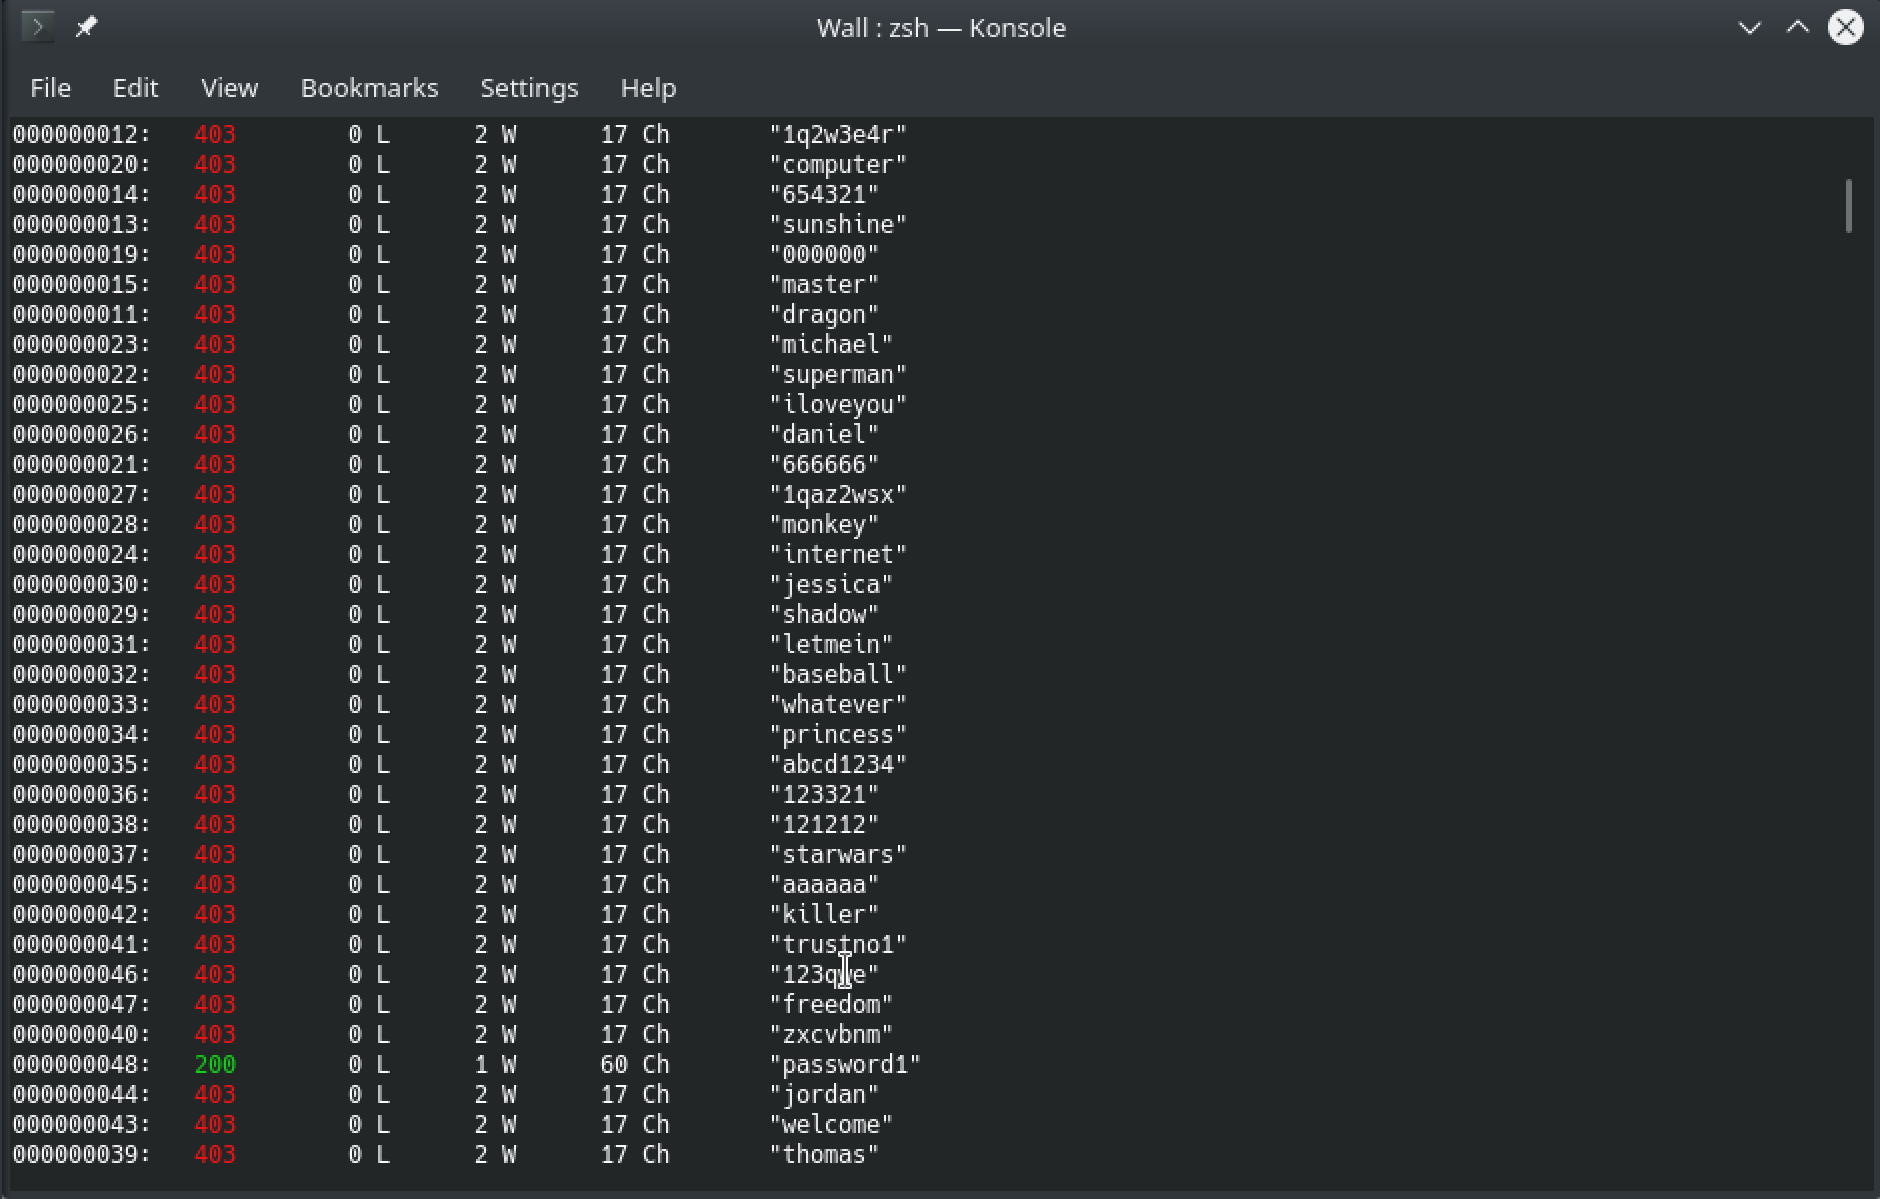 Wall : zsh — Konsole
File Edit View Bookmarks Settings Help
000000012: 403 0 L 2 W 17 Ch "1q2w3e4r"
000000020: 403 0 L 2 W 17 Ch "computer"
000000014: 403 0 L 2 W 17 Ch "654321"
000000013: 403 0 L 2 W 17 Ch "sunshine"
000000019: 403 0 L 2 W 17 Ch "000000"
000000015: 403 0 L 2 W 17 Ch "master"
000000011: 403 0 L 2 W 17 Ch "dragon"
000000023: 403 0 L 2 W 17 Ch "michael"
000000022: 403 0 L 2 W 17 Ch "superman"
000000025: 403 0 L 2 W 17 Ch "iloveyou"
000000026: 403 0 L 2 W 17 Ch "daniel"
000000021: 403 0 L 2 W 17 Ch "666666"
000000027: 403 0 L 2 W 17 Ch "1qaz2wsx"
000000028: 403 0 L 2 W 17 Ch "monkey"
000000024: 403 0 L 2 W 17 Ch "internet"
000000030: 403 0 L 2 W 17 Ch "jessica"
000000029: 403 0 L 2 W 17 Ch "shadow"
000000031: 403 0 L 2 W 17 Ch "letmein"
000000032: 403 0 L 2 W 17 Ch "baseball"
000000033: 403 0 L 2 W 17 Ch "whatever"
000000034: 403 0 L 2 W 17 Ch "princess"
000000035: 403 0 L 2 W 17 Ch "abcd1234"
000000036: 403 0 L 2 W 17 Ch "123321"
000000038: 403 0 L 2 W 17 Ch "121212"
000000037: 403 0 L 2 W 17 Ch "starwars"
000000045: 403 0 L 2 W 17 Ch "aaaaaa"
000000042: 403 0 L 2 W 17 Ch "killer"
000000041: 403 0 L 2 W 17 Ch "trustno1"
000000046: 403 0 L 2 W 17 Ch "123qwe"
000000047: 403 0 L 2 W 17 Ch "freedom"
000000040: 403 0 L 2 W 17 Ch "zxcvbnm"
000000048: 200 0 L 1 W 60 Ch "password1"
000000044: 403 0 L 2 W 17 Ch "jordan"
000000043: 403 0 L 2 W 17 Ch "welcome"
000000039: 403 0 L 2 W 17 Ch "thomas"